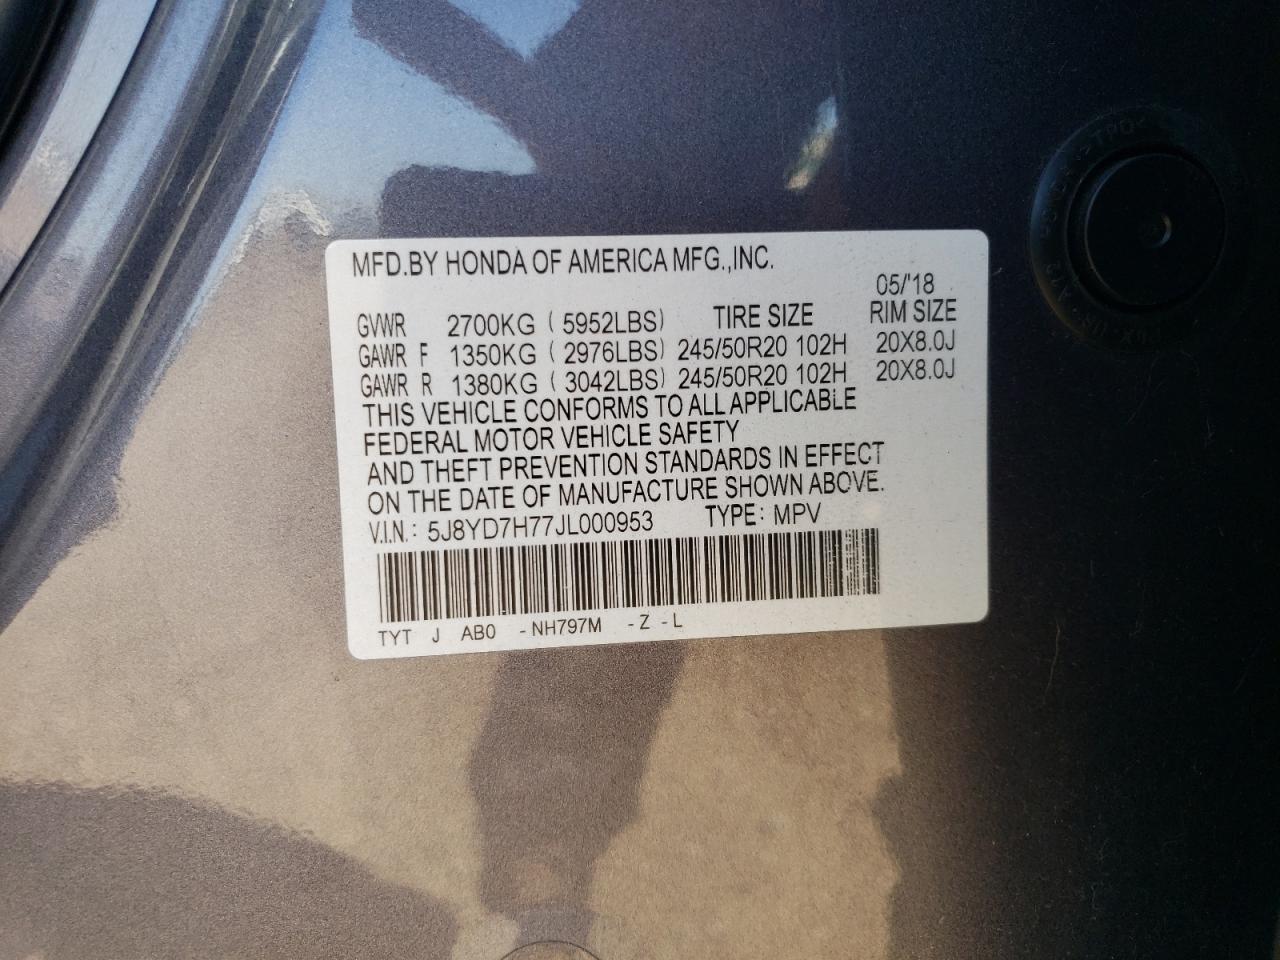 MFD.BY HONDA OF AMERICA MFG.,INC.
05/'18
GVWR 2700KG ( 5952LBS) TIRE SIZE RIM SIZE
GAWR F 1350KG ( 2976LBS) 245/50R20 102H 20X8.0J
GAWR R 1380KG ( 3042LBS) 245/50R20 102H 20X8.0J
THIS VEHICLE CONFORMS TO ALL APPLICABLE
FEDERAL MOTOR VEHICLE SAFETY
AND THEFT PREVENTION STANDARDS IN EFFECT
ON THE DATE OF MANUFACTURE SHOWN ABOVE.
V.I.N.: 5J8YD7H77JL000953 TYPE: MPV
TYT J AB0 -NH797M -Z -L